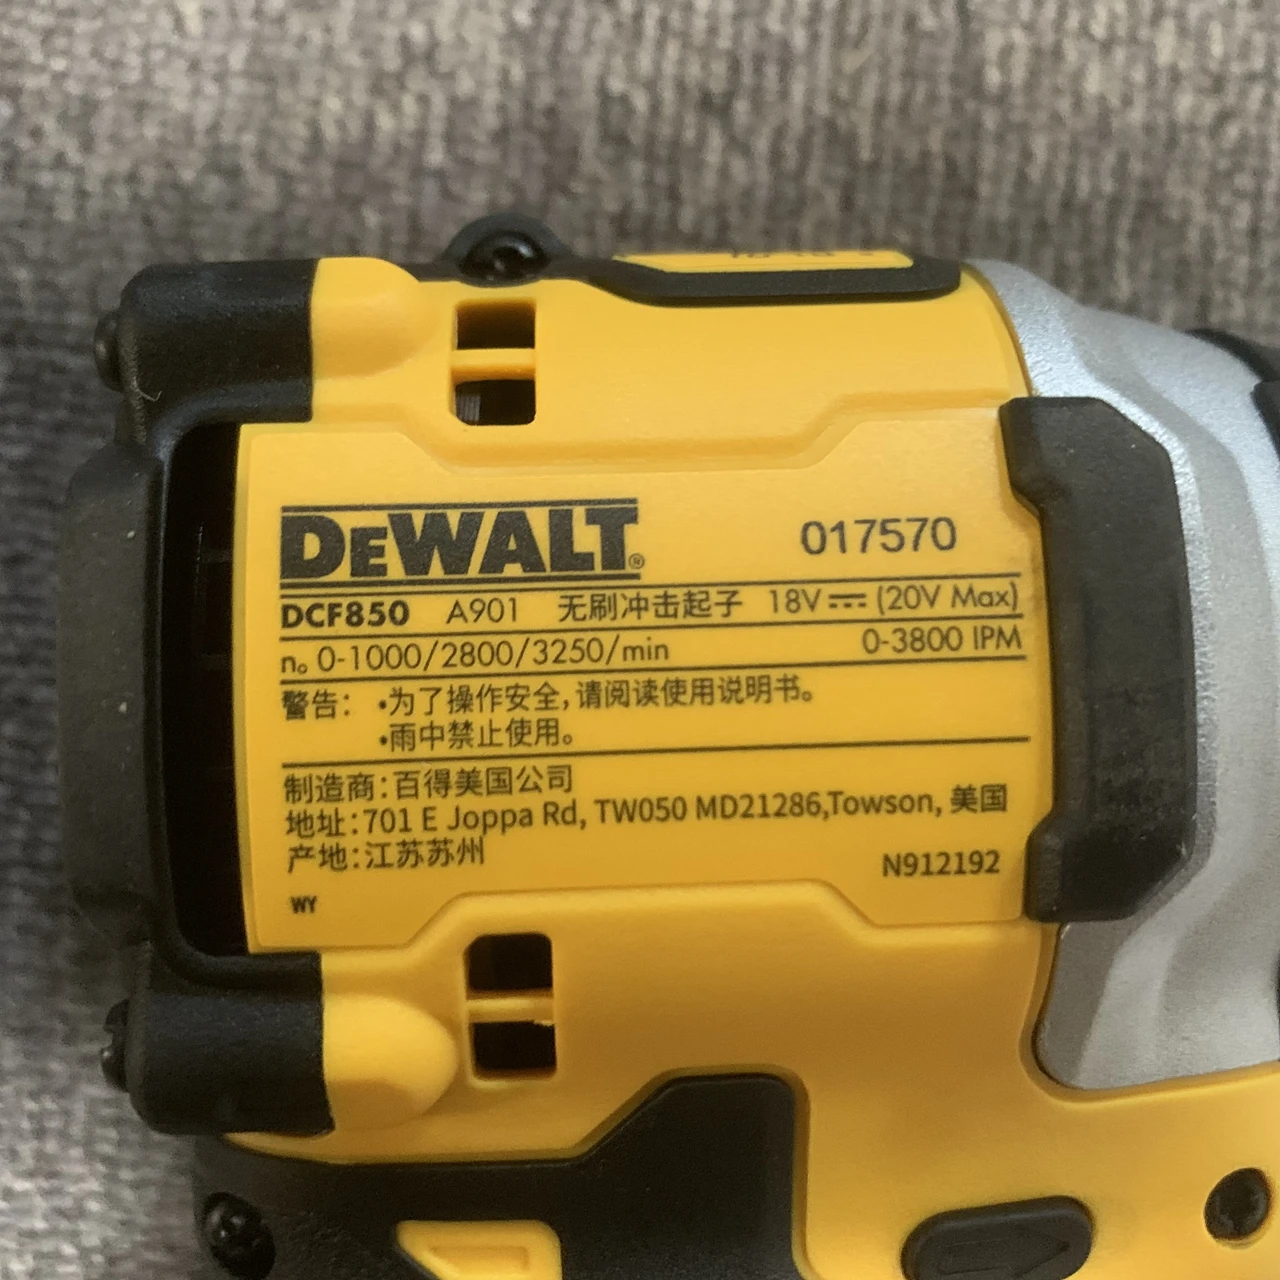 DEWALT® 017570
DCF850 A901 无刷冲击起子 18V⎓(20V Max)
n₀ 0-1000/2800/3250/min 0-3800 IPM
警告：•为了操作安全,请阅读使用说明书。
•雨中禁止使用。
制造商：百得美国公司
地址：701 E Joppa Rd, TW050 MD21286,Towson, 美国
产地：江苏苏州
N912192
WY